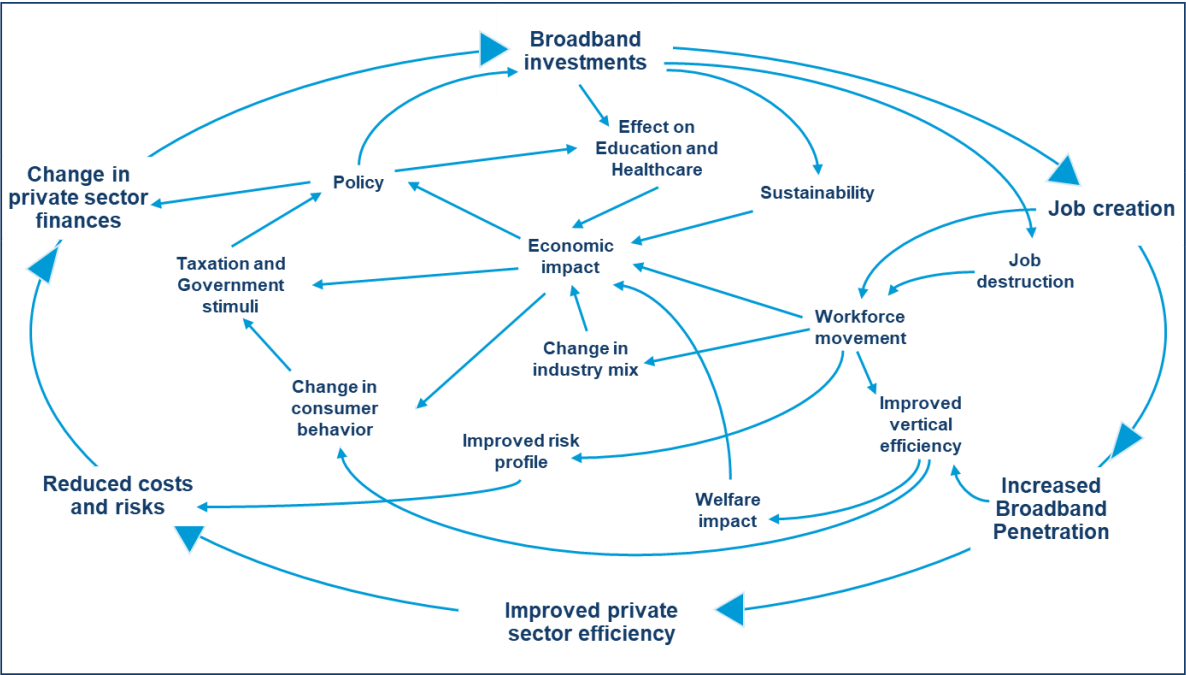 Broadband
investments
Effect on
Education and
Healthcare
Change in
private sector
finances
Policy
Sustainability
Job creation
Economic
impact
Taxation and
Government
stimuli
Job
destruction
Workforce
movement
Change in
industry mix
Change in
consumer
behavior
Improved
vertical
efficiency
Improved risk
profile
Reduced costs
and risks
Welfare
impact
Increased
Broadband
Penetration
Improved private
sector efficiency